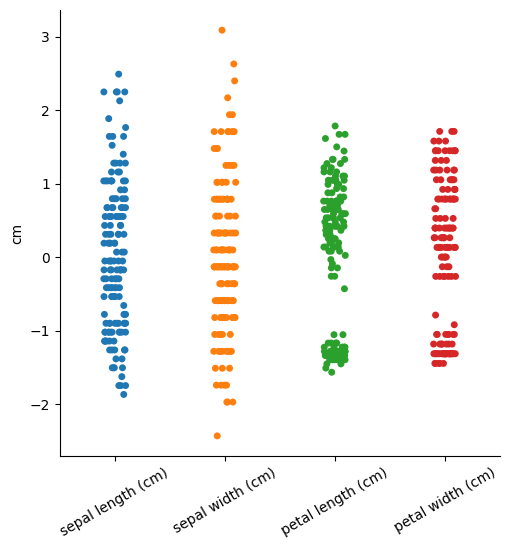 3
2
1
0
−1
−2
cm
sepal length (cm)
sepal width (cm)
petal length (cm)
petal width (cm)